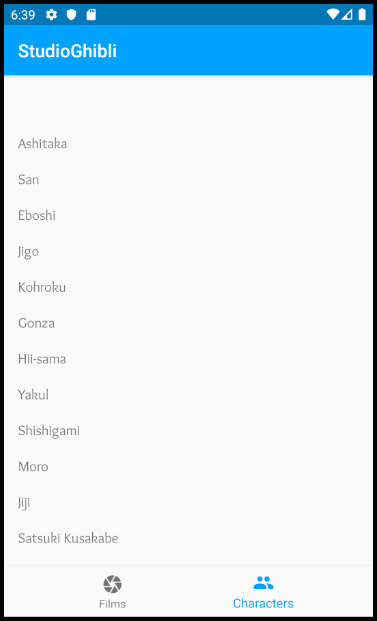 6:39
StudioGhibli
Ashitaka
San
Eboshi
Jigo
Kohroku
Gonza
Hii-sama
Yakul
Shishigami
Moro
Jiji
Satsuki Kusakabe
Films
Characters